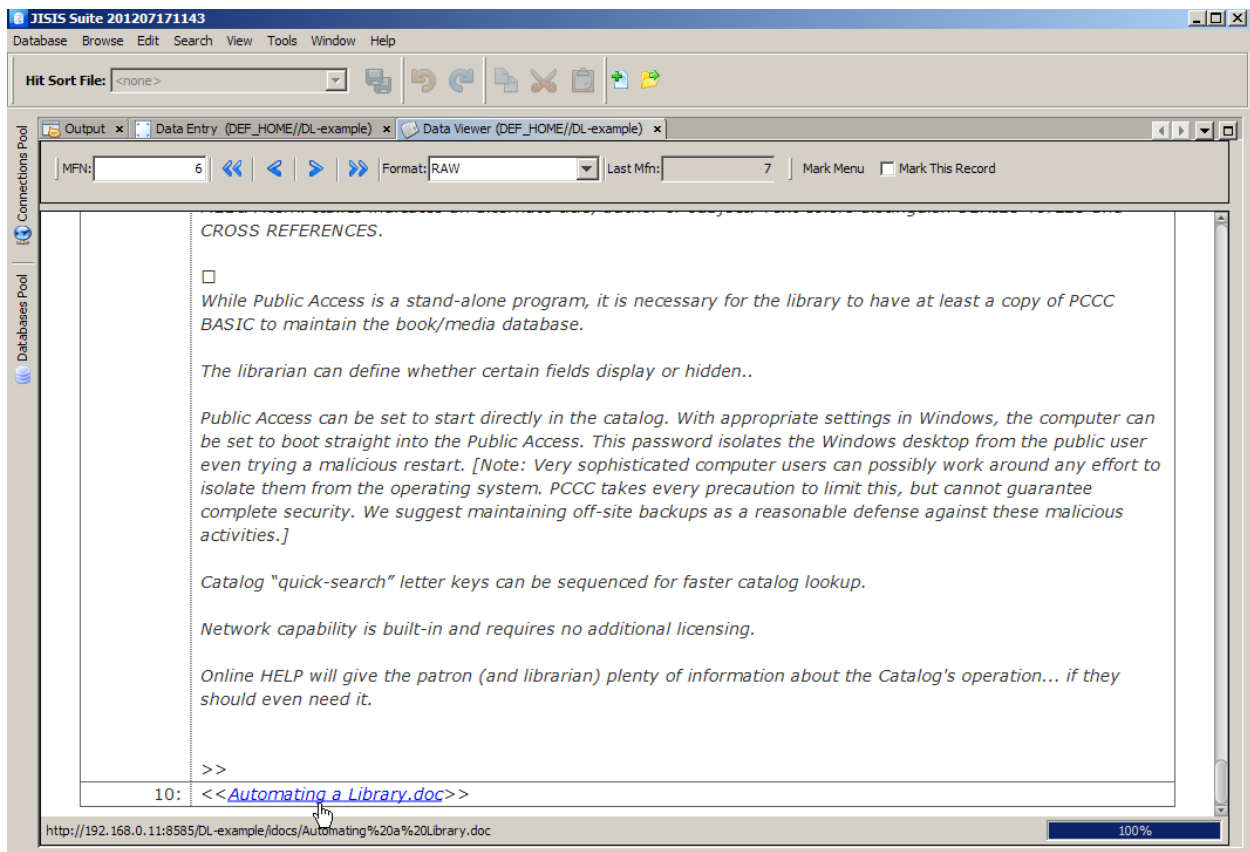 JISIS Suite 201207171143
Database Browse Edit Search View Tools Window Help
Hit Sort File: <none>
Output Data Entry (DEF_HOME//DL-example) Data Viewer (DEF_HOME//DL-example)
MFN: 6 Format: RAW Last Mfn: 7 Mark Menu Mark This Record
Connections Pool
Databases Pool
CROSS REFERENCES.
While Public Access is a stand-alone program, it is necessary for the library to have at least a copy of PCCC
BASIC to maintain the book/media database.
The librarian can define whether certain fields display or hidden..
Public Access can be set to start directly in the catalog. With appropriate settings in Windows, the computer can
be set to boot straight into the Public Access. This password isolates the Windows desktop from the public user
even trying a malicious restart. [Note: Very sophisticated computer users can possibly work around any effort to
isolate them from the operating system. PCCC takes every precaution to limit this, but cannot guarantee
complete security. We suggest maintaining off-site backups as a reasonable defense against these malicious
activities.]
Catalog “quick-search” letter keys can be sequenced for faster catalog lookup.
Network capability is built-in and requires no additional licensing.
Online HELP will give the patron (and librarian) plenty of information about the Catalog's operation... if they
should even need it.
>>
10: <<Automating a Library.doc>>
http://192.168.0.11:8585/DL-example/idocs/Automating%20a%20Library.doc 100%